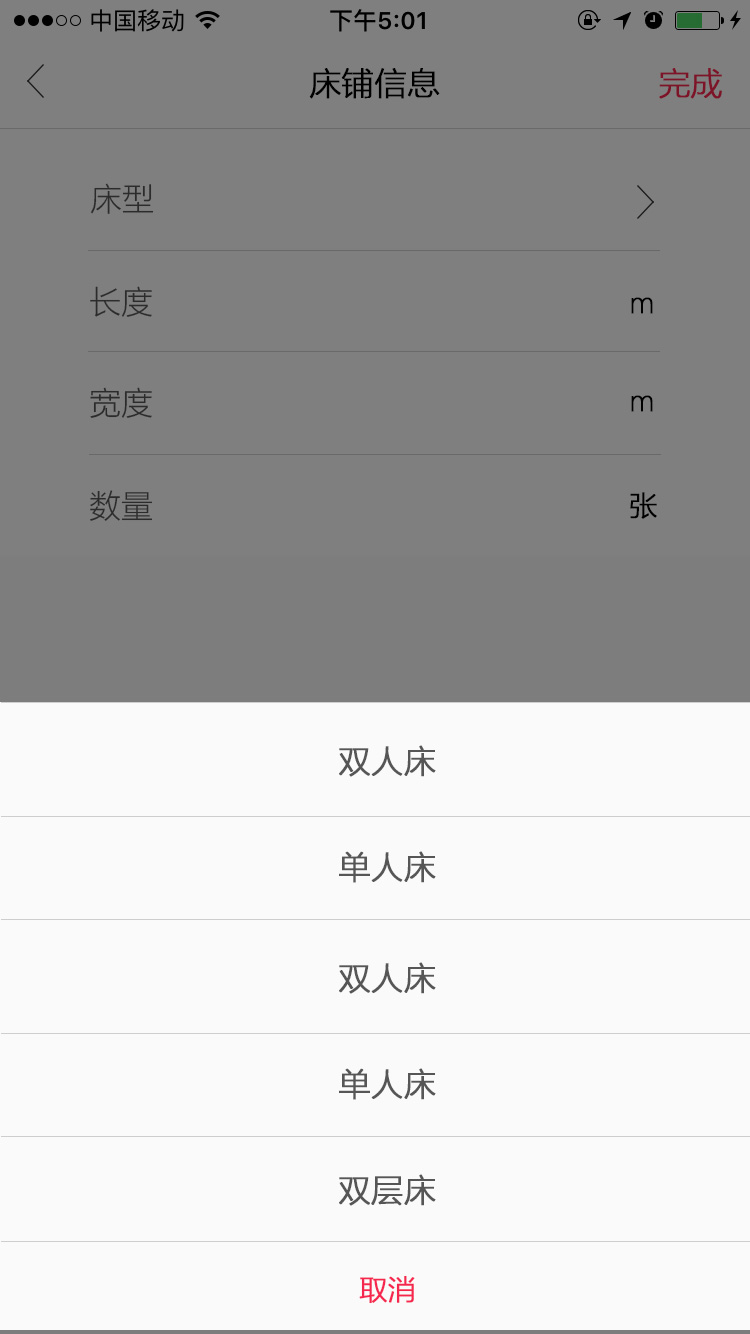 中国移动 下午5:01
床铺信息 完成
床型
长度 m
宽度 m
数量 张
双人床
单人床
双人床
单人床
双层床
取消